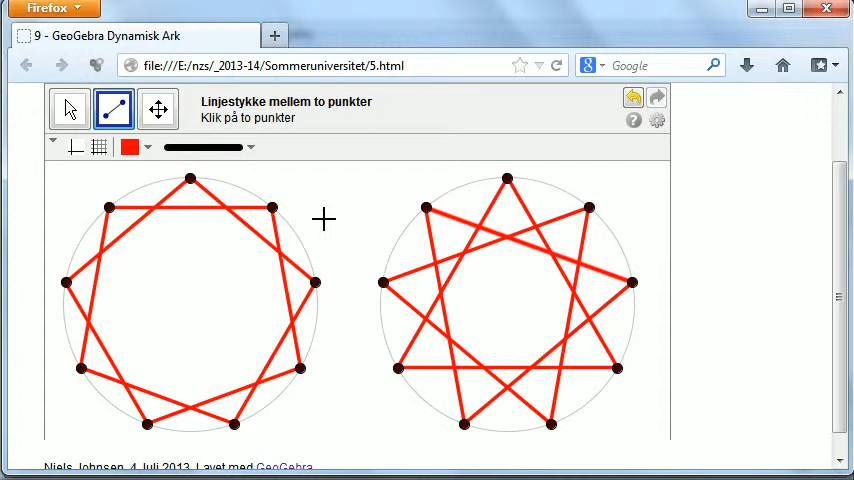 Firefox
9 - GeoGebra Dynamisk Ark
file:///E:/nzs/_2013-14/Sommeruniversitet/5.html
Google
Linjestykke mellem to punkter
Klik på to punkter
Niels Johnsen, 4 Juli 2013, Lavet med GeoGebra